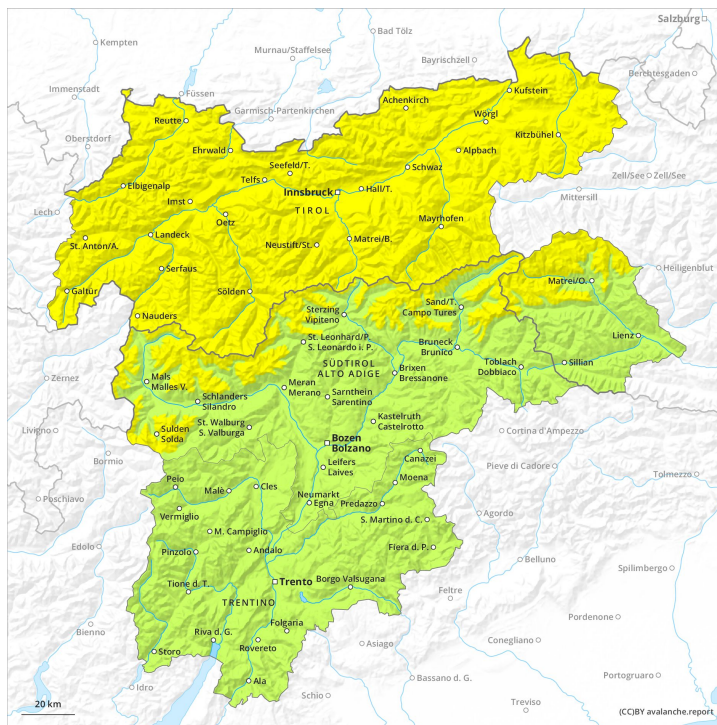 Salzburg
Kempten
Bad Tölz
Murnau/Staffelsee
Bayrischzell
Berchtesgaden
Immenstadt
Füssen
Garmisch-Partenkirchen
Achenkirch
Kufstein
Reutte
Wörgl
Oberstdorf
Ehrwald
Kitzbühel
Alpbach
Seefeld/T.
Schwaz
Telfs
Zell/See
Zell/See
Elbigenalp
Innsbruck
Hall/T.
Mittersill
Imst
TIROL
Lech
Oetz
Mayrhofen
St. Anton/A.
Landeck
Neustift/St.
Matrei/B.
Serfaus
Heiligenblut
Galtür
Sölden
Matrei/O.
Nauders
Sterzing
Vipiteno
Sand/T.
Campo Tures
St. Leonhard/P.
S. Leonardo i. P.
Bruneck
Brunico
Lienz
SÜDTIROL
ALTO ADIGE
Toblach
Dobbiaco
Sillian
Zernez
Mals
Malles V.
Meran
Merano
Brixen
Bressanone
Schlanders
Silandro
Sarnthein
Sarentino
St. Walburg
S. Valburga
Kastelruth
Castelrotto
Livigno
Sulden
Solda
Cortina d'Ampezzo
Bozen
Bolzano
Bormio
Canazei
Pieve di Cadore
Leifers
Laives
Tolmezzo
Peio
Moena
Poschiavo
Malè
Cles
Neumarkt
Egna
Predazzo
Vermiglio
Agordo
S. Martino d. C.
M. Campiglio
Edolo
Pinzolo
Andalo
Fiera d. P.
Belluno
Spilimbergo
Trento
Borgo Valsugana
Tione d. T.
Feltre
TRENTINO
Pordenone
Bienno
Folgaria
Riva d. G.
Conegliano
Rovereto
Asiago
Storo
Portogruaro
Ala
Bassano d. G.
Idro
Schio
Treviso
20 km
(CC)BY avalanche.report